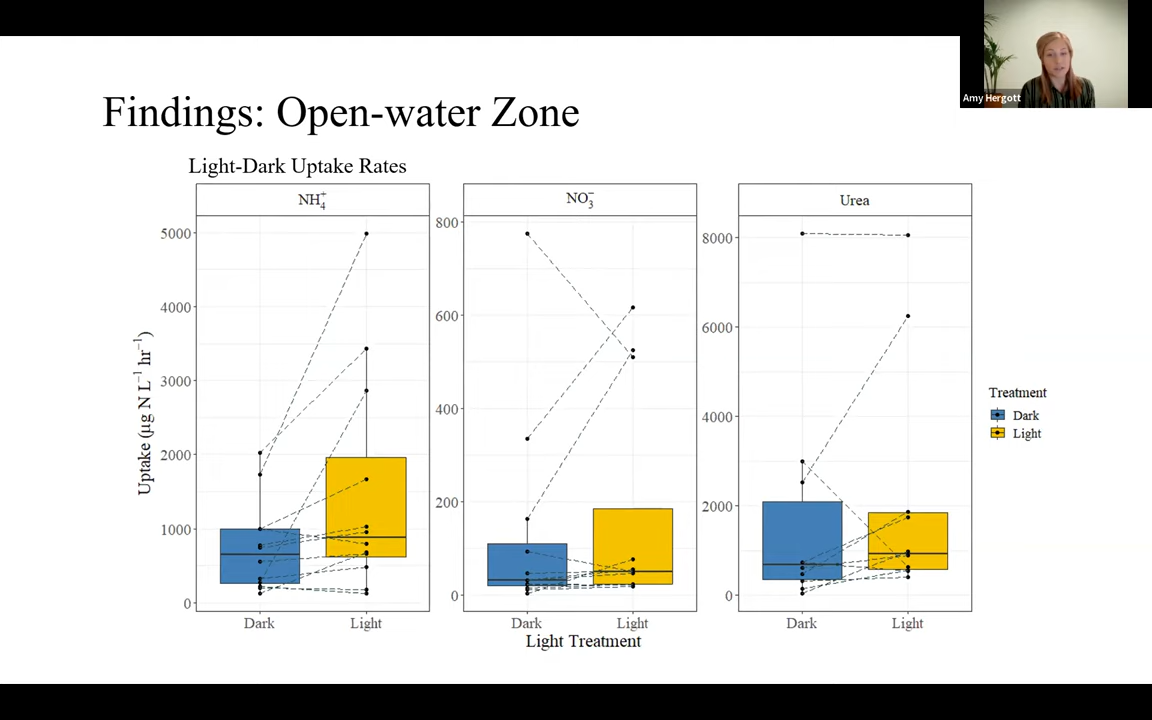 Amy Hergott
Findings: Open-water Zone
Light-Dark Uptake Rates
NH₄⁺
NO₃⁻
Urea
Uptake (µg N L⁻¹ hr⁻¹)
5000
4000
3000
2000
1000
0
800
600
400
200
0
8000
6000
4000
2000
0
Dark
Light
Dark
Light
Dark
Light
Light Treatment
Treatment
Dark
Light